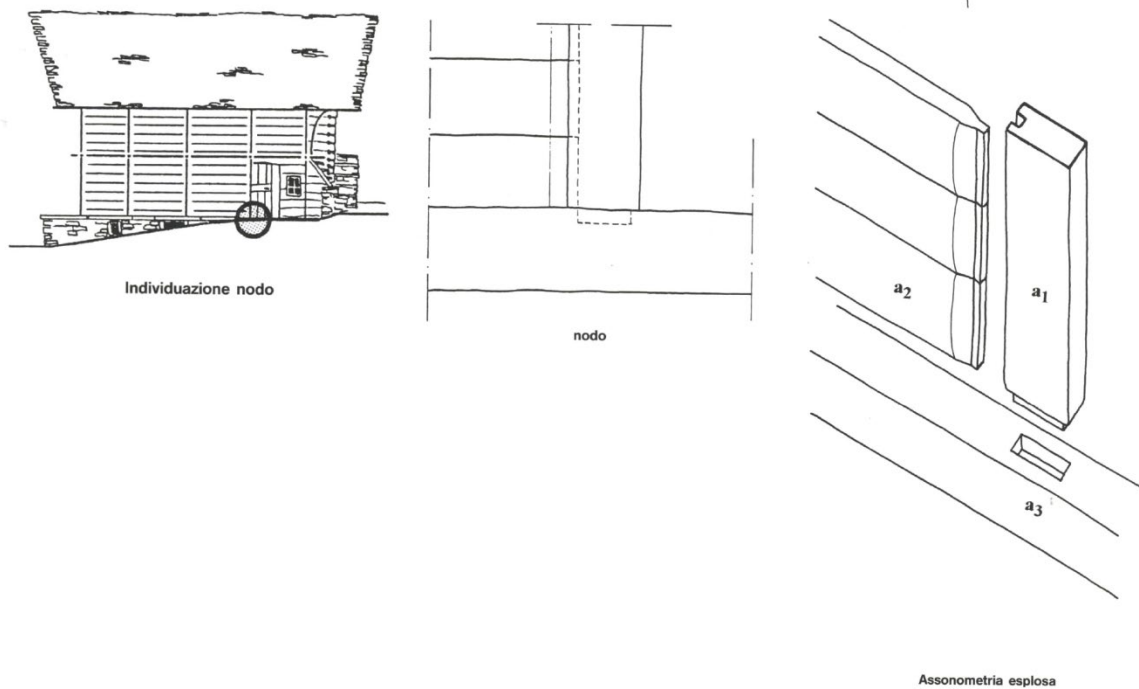 Individuazione nodo
nodo
a2
a1
a3
Assonometria esplosa